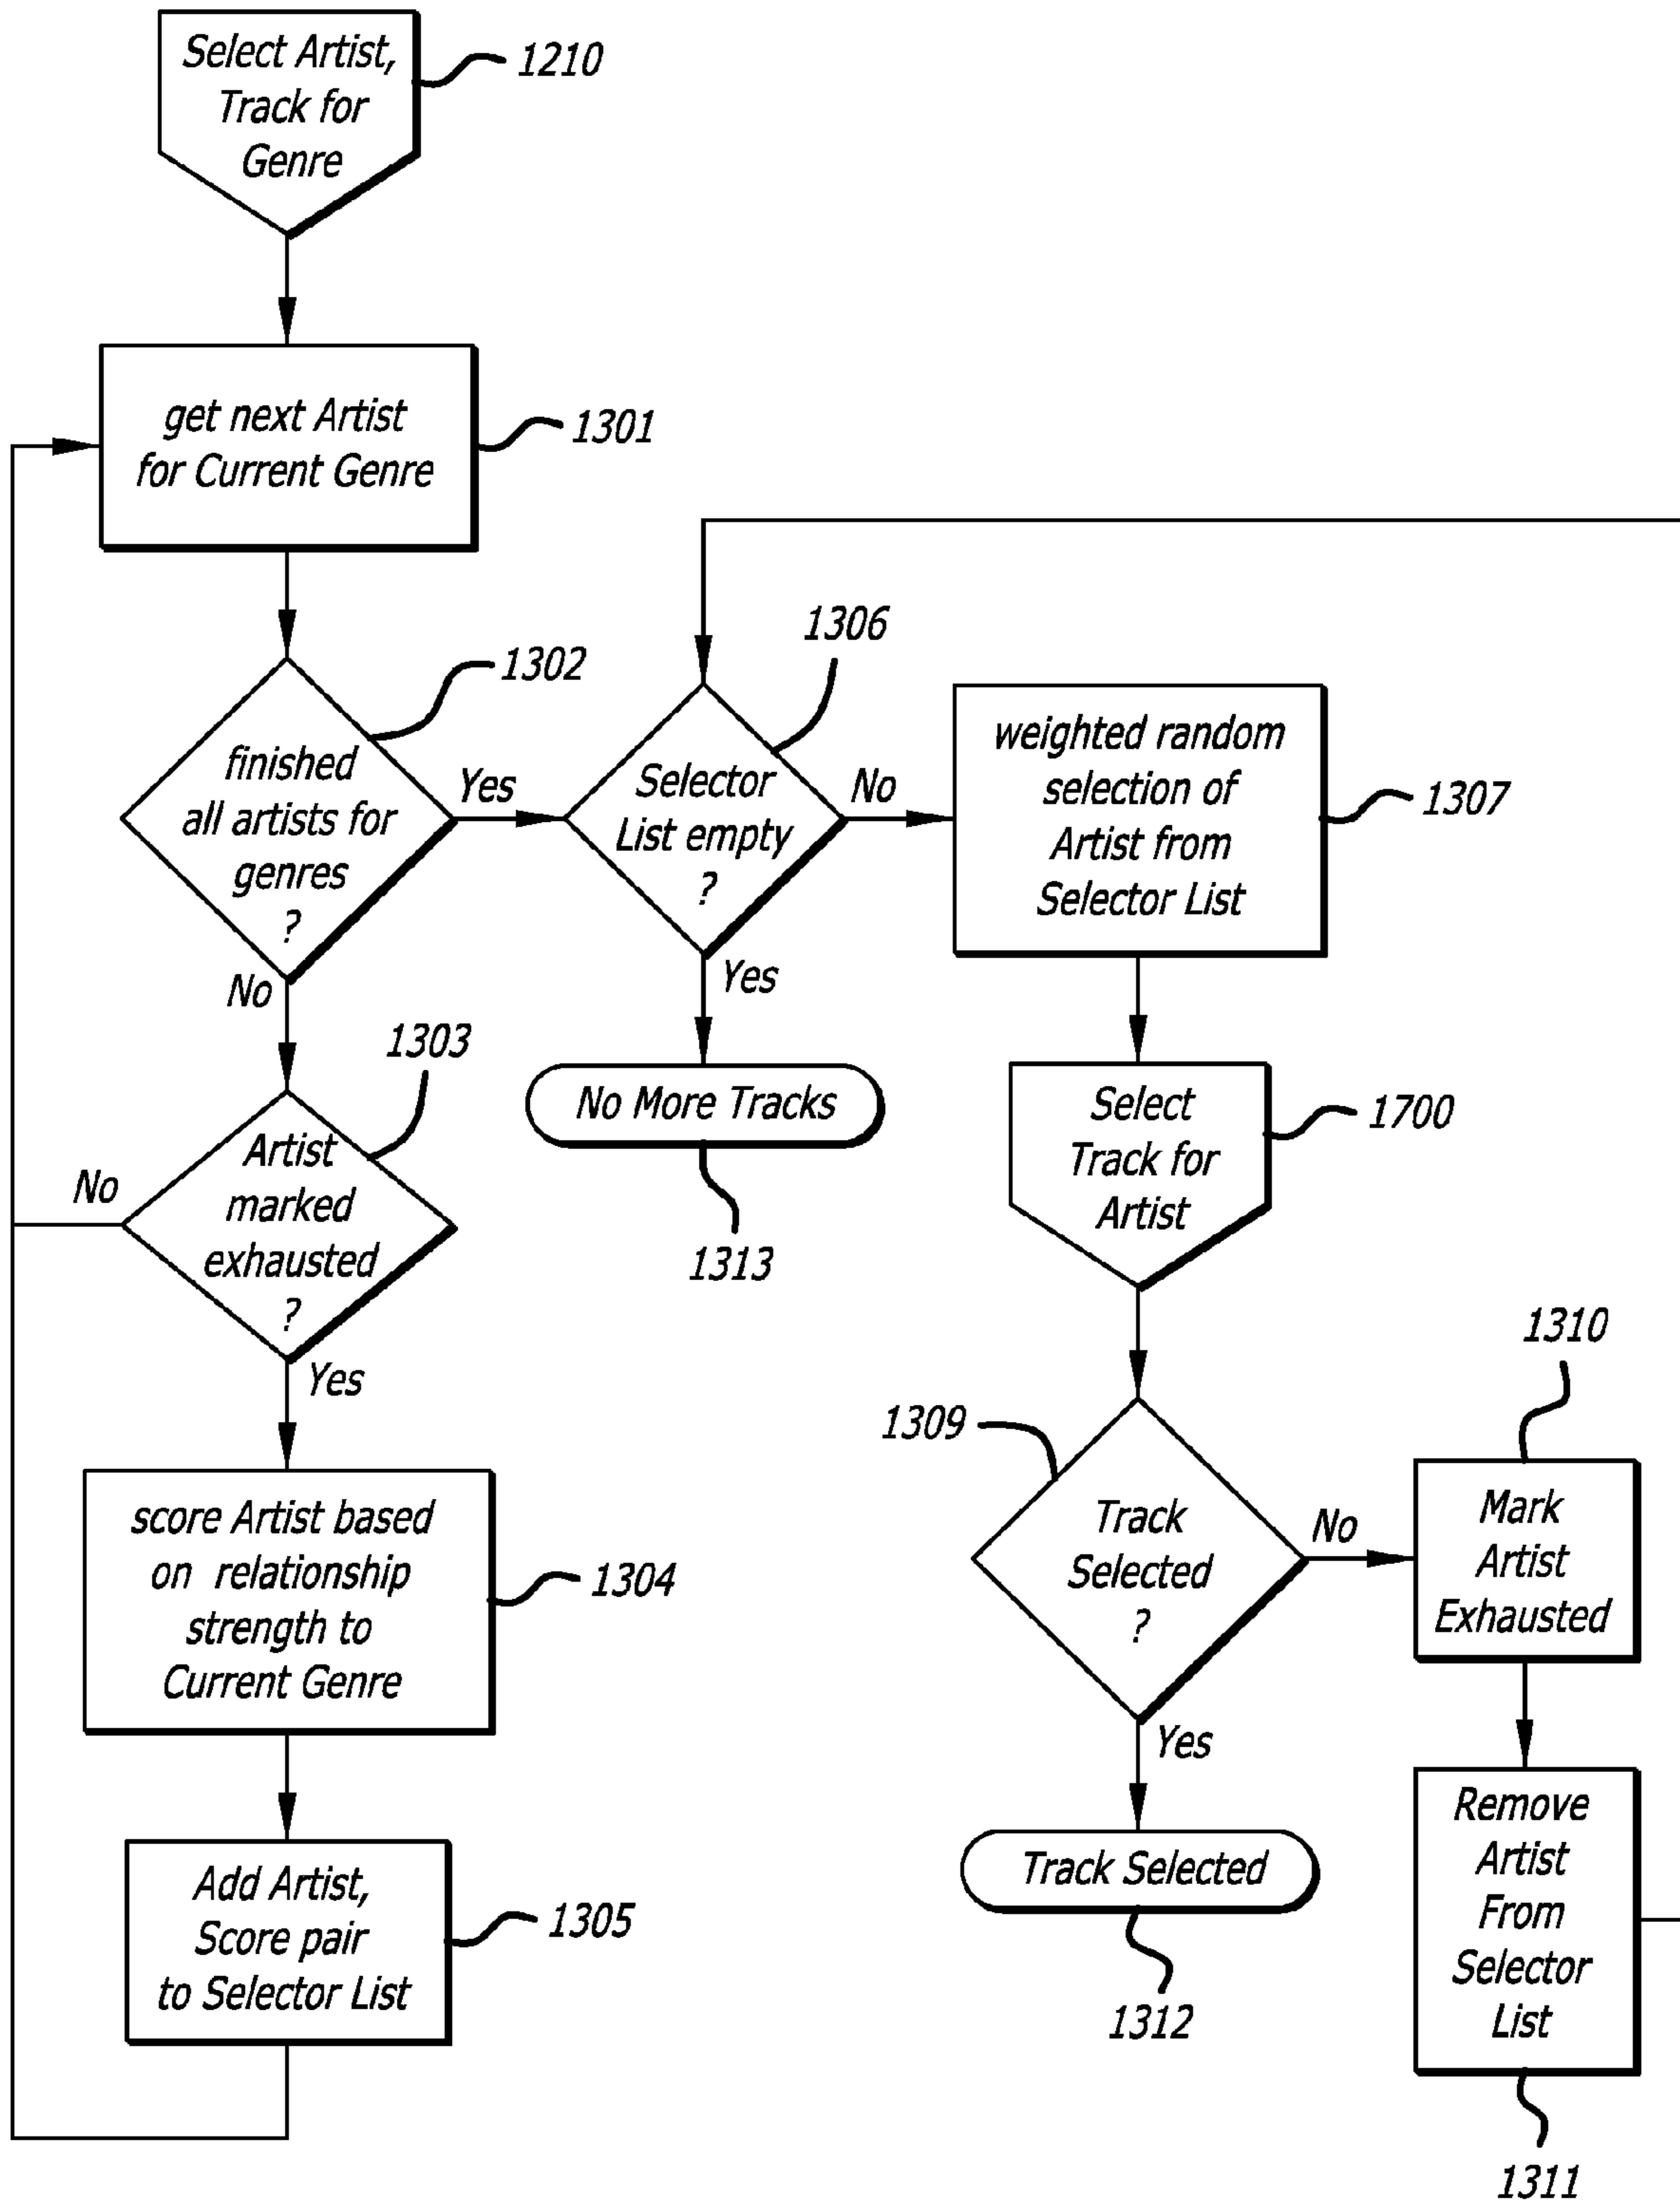 Select Artist,
Track for
Genre
1210
get next Artist
for Current Genre
1301
finished
all artists for
genres
?
1302
Yes
No
Artist
marked
exhausted
?
1303
No
Yes
score Artist based
on relationship
strength to
Current Genre
1304
Add Artist,
Score pair
to Selector List
1305
Selector
List empty
?
1306
No
Yes
No More Tracks
1313
weighted random
selection of
Artist from
Selector List
1307
Select
Track for
Artist
1700
Track
Selected
?
1309
No
Yes
Track Selected
1312
Mark
Artist
Exhausted
1310
Remove
Artist
From
Selector
List
1311